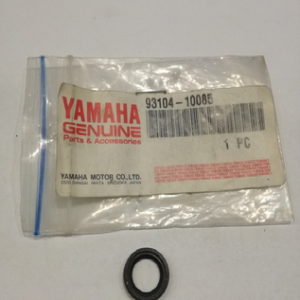 YAMAHA
GENUINE
Parts & Accessories
93104-10085
1 PC
YAMAHA MOTOR CO.,LTD.